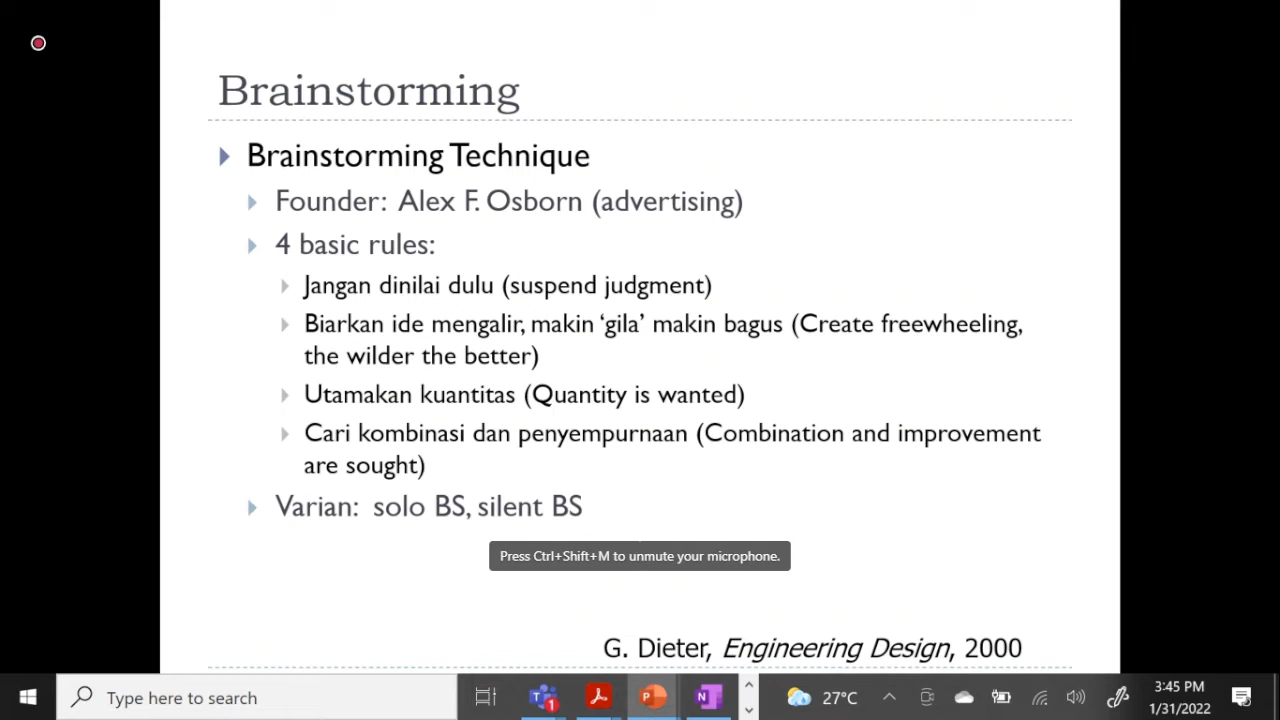 Brainstorming
Brainstorming Technique
Founder: Alex F. Osborn (advertising)
4 basic rules:
Jangan dinilai dulu (suspend judgment)
Biarkan ide mengalir, makin ‘gila’ makin bagus (Create freewheeling,
the wilder the better)
Utamakan kuantitas (Quantity is wanted)
Cari kombinasi dan penyempurnaan (Combination and improvement
are sought)
Varian: solo BS, silent BS
Press Ctrl+Shift+M to unmute your microphone.
G. Dieter, Engineering Design, 2000
Type here to search
1
27°C
3:45 PM
1/31/2022